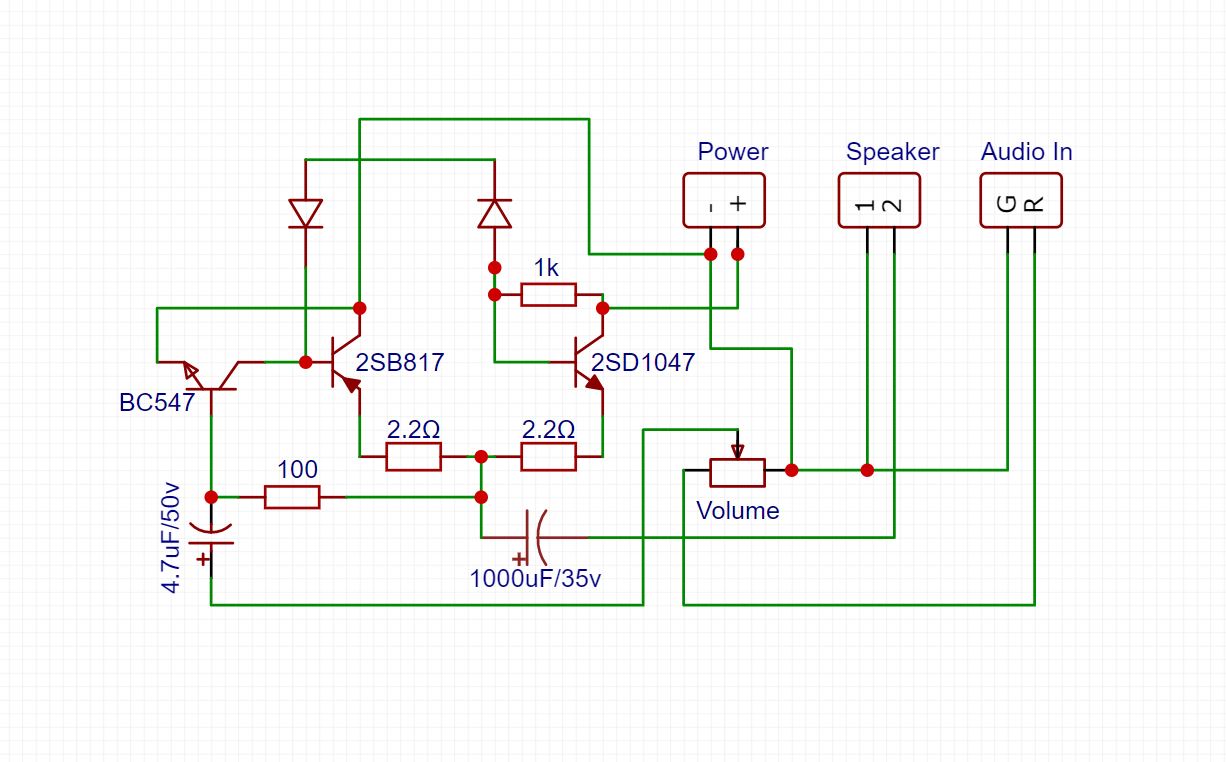 Power
Speaker
Audio In
- +
1 2
G R
1k
2SB817
2SD1047
BC547
2.2Ω
2.2Ω
100
4.7uF/50v
+
Volume
+
1000uF/35v